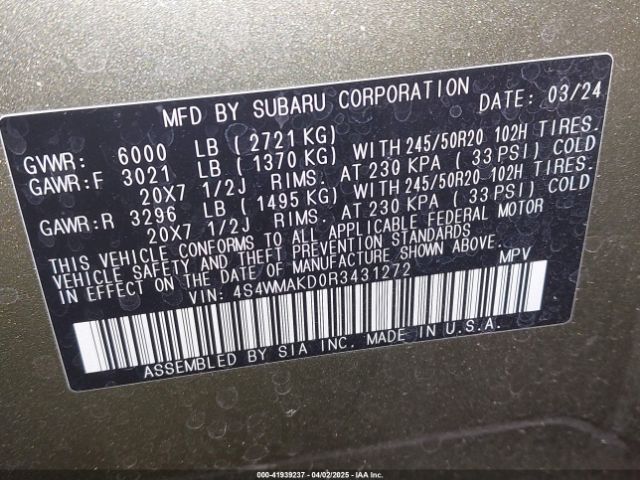 MFD BY SUBARU CORPORATION DATE: 03/24
GVWR: 6000 LB (2721 KG)
GAWR:F 3021 LB (1370 KG) WITH 245/50R20 102H TIRES.
20X7 1/2J RIMS. AT 230 KPA (33 PSI) COLD
GAWR:R 3296 LB (1495 KG) WITH 245/50R20 102H TIRES.
20X7 1/2J RIMS. AT 230 KPA (33 PSI) COLD
THIS VEHICLE CONFORMS TO ALL APPLICABLE FEDERAL MOTOR
VEHICLE SAFETY AND THEFT PREVENTION STANDARDS
IN EFFECT ON THE DATE OF MANUFACTURE SHOWN ABOVE.
VIN: 4S4WMAKD0R3431272 MPV
ASSEMBLED BY SIA INC. MADE IN U.S.A.
000-41939237 - 04/02/2025 - IAAI.CA